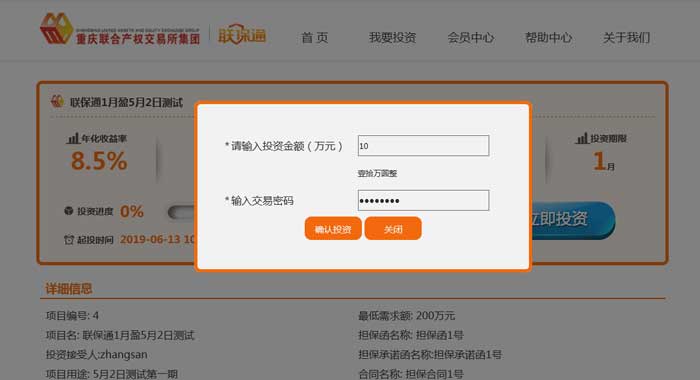 重庆联合产权交易所集团 联保通 首 页 我要投资 会员中心 帮助中心 关于我们
联保通1月盈5月2日测试
年化收益率
8.5%
投资期限
1月
投资进度 0%
起投时间 2019-06-13 10
立即投资
*请输入投资金额（万元） 10
壹拾万圆整
*输入交易密码 ●●●●●●●●
确认投资 关闭
详细信息
项目编号: 4 最低需求额: 200万元
项目名: 联保通1月盈5月2日测试 担保函名称: 担保函1号
投资接受人:zhangsan 担保承诺函名称:担保承诺函1号
项目用途: 5月2日测试第一期 合同名称: 担保合同1号